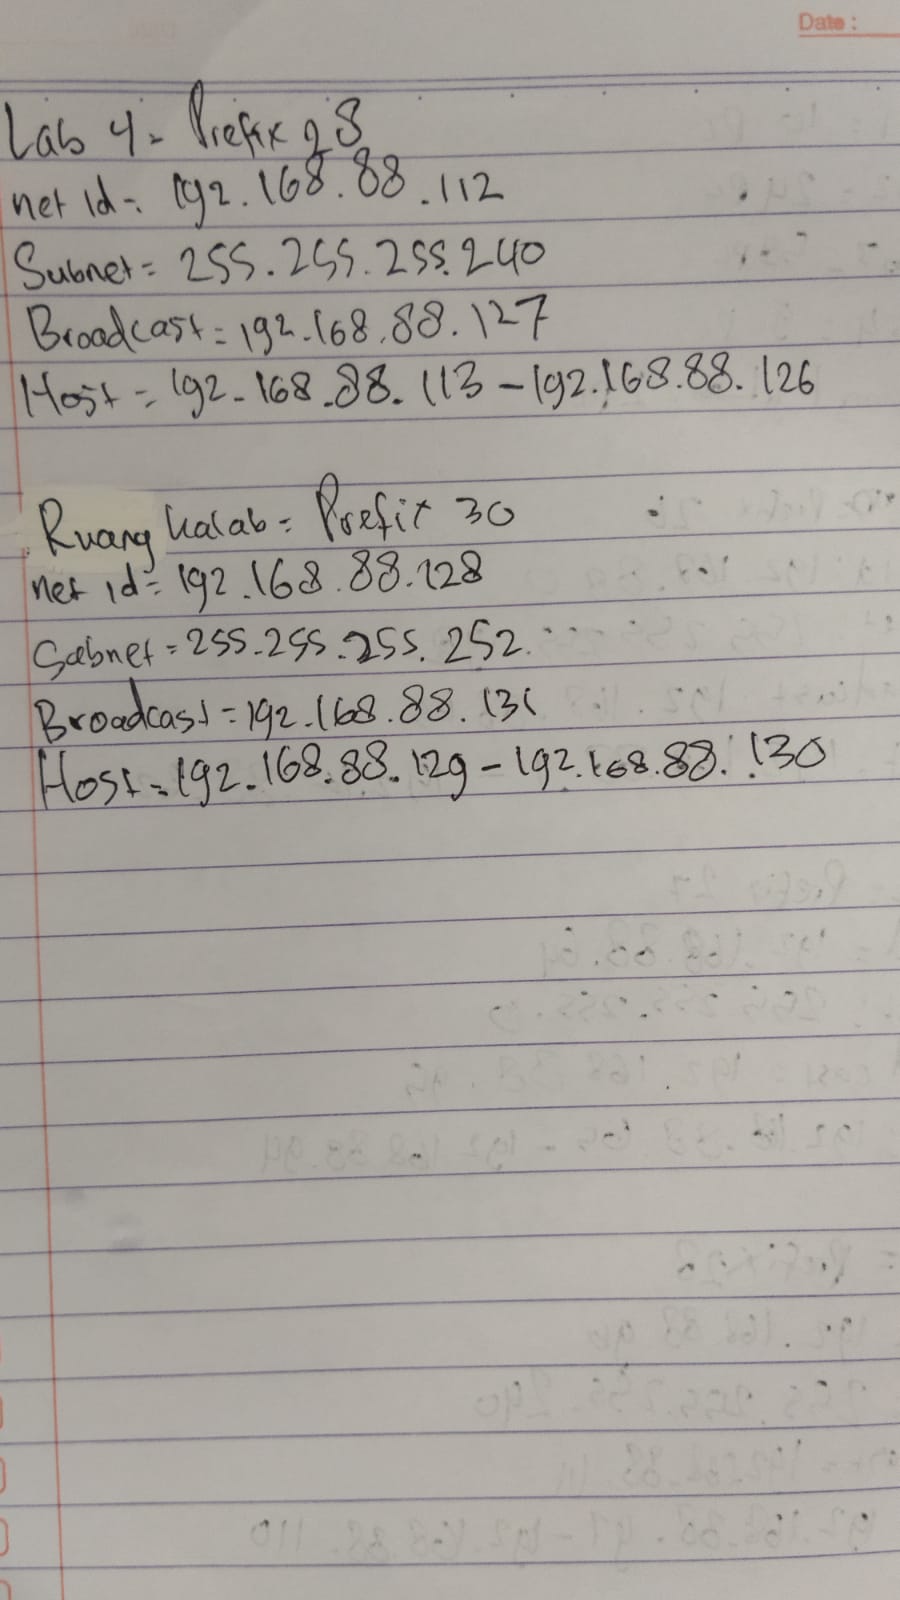 Date :
Lab 4 = Prefix 28
net id = 192.168.88.112
Subnet = 255.255.255.240
Broadcast = 192.168.88.127
Host = 192.168.88.113 - 192.168.88.126
Ruang kalab = Prefix 30
net id = 192.168.88.128
Subnet = 255.255.255.252
Broadcast = 192.168.88.131
Host = 192.168.88.129 - 192.168.88.130